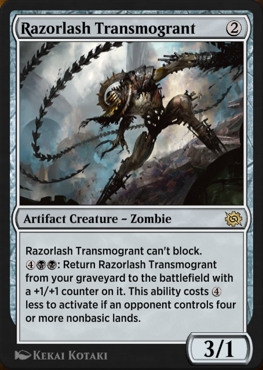 Razorlash Transmogrant 2
Artifact Creature – Zombie
Razorlash Transmogrant can't block.
4BB: Return Razorlash Transmogrant
from your graveyard to the battlefield with
a +1/+1 counter on it. This ability costs 4
less to activate if an opponent controls four
or more nonbasic lands.
Kekai Kotaki
3/1